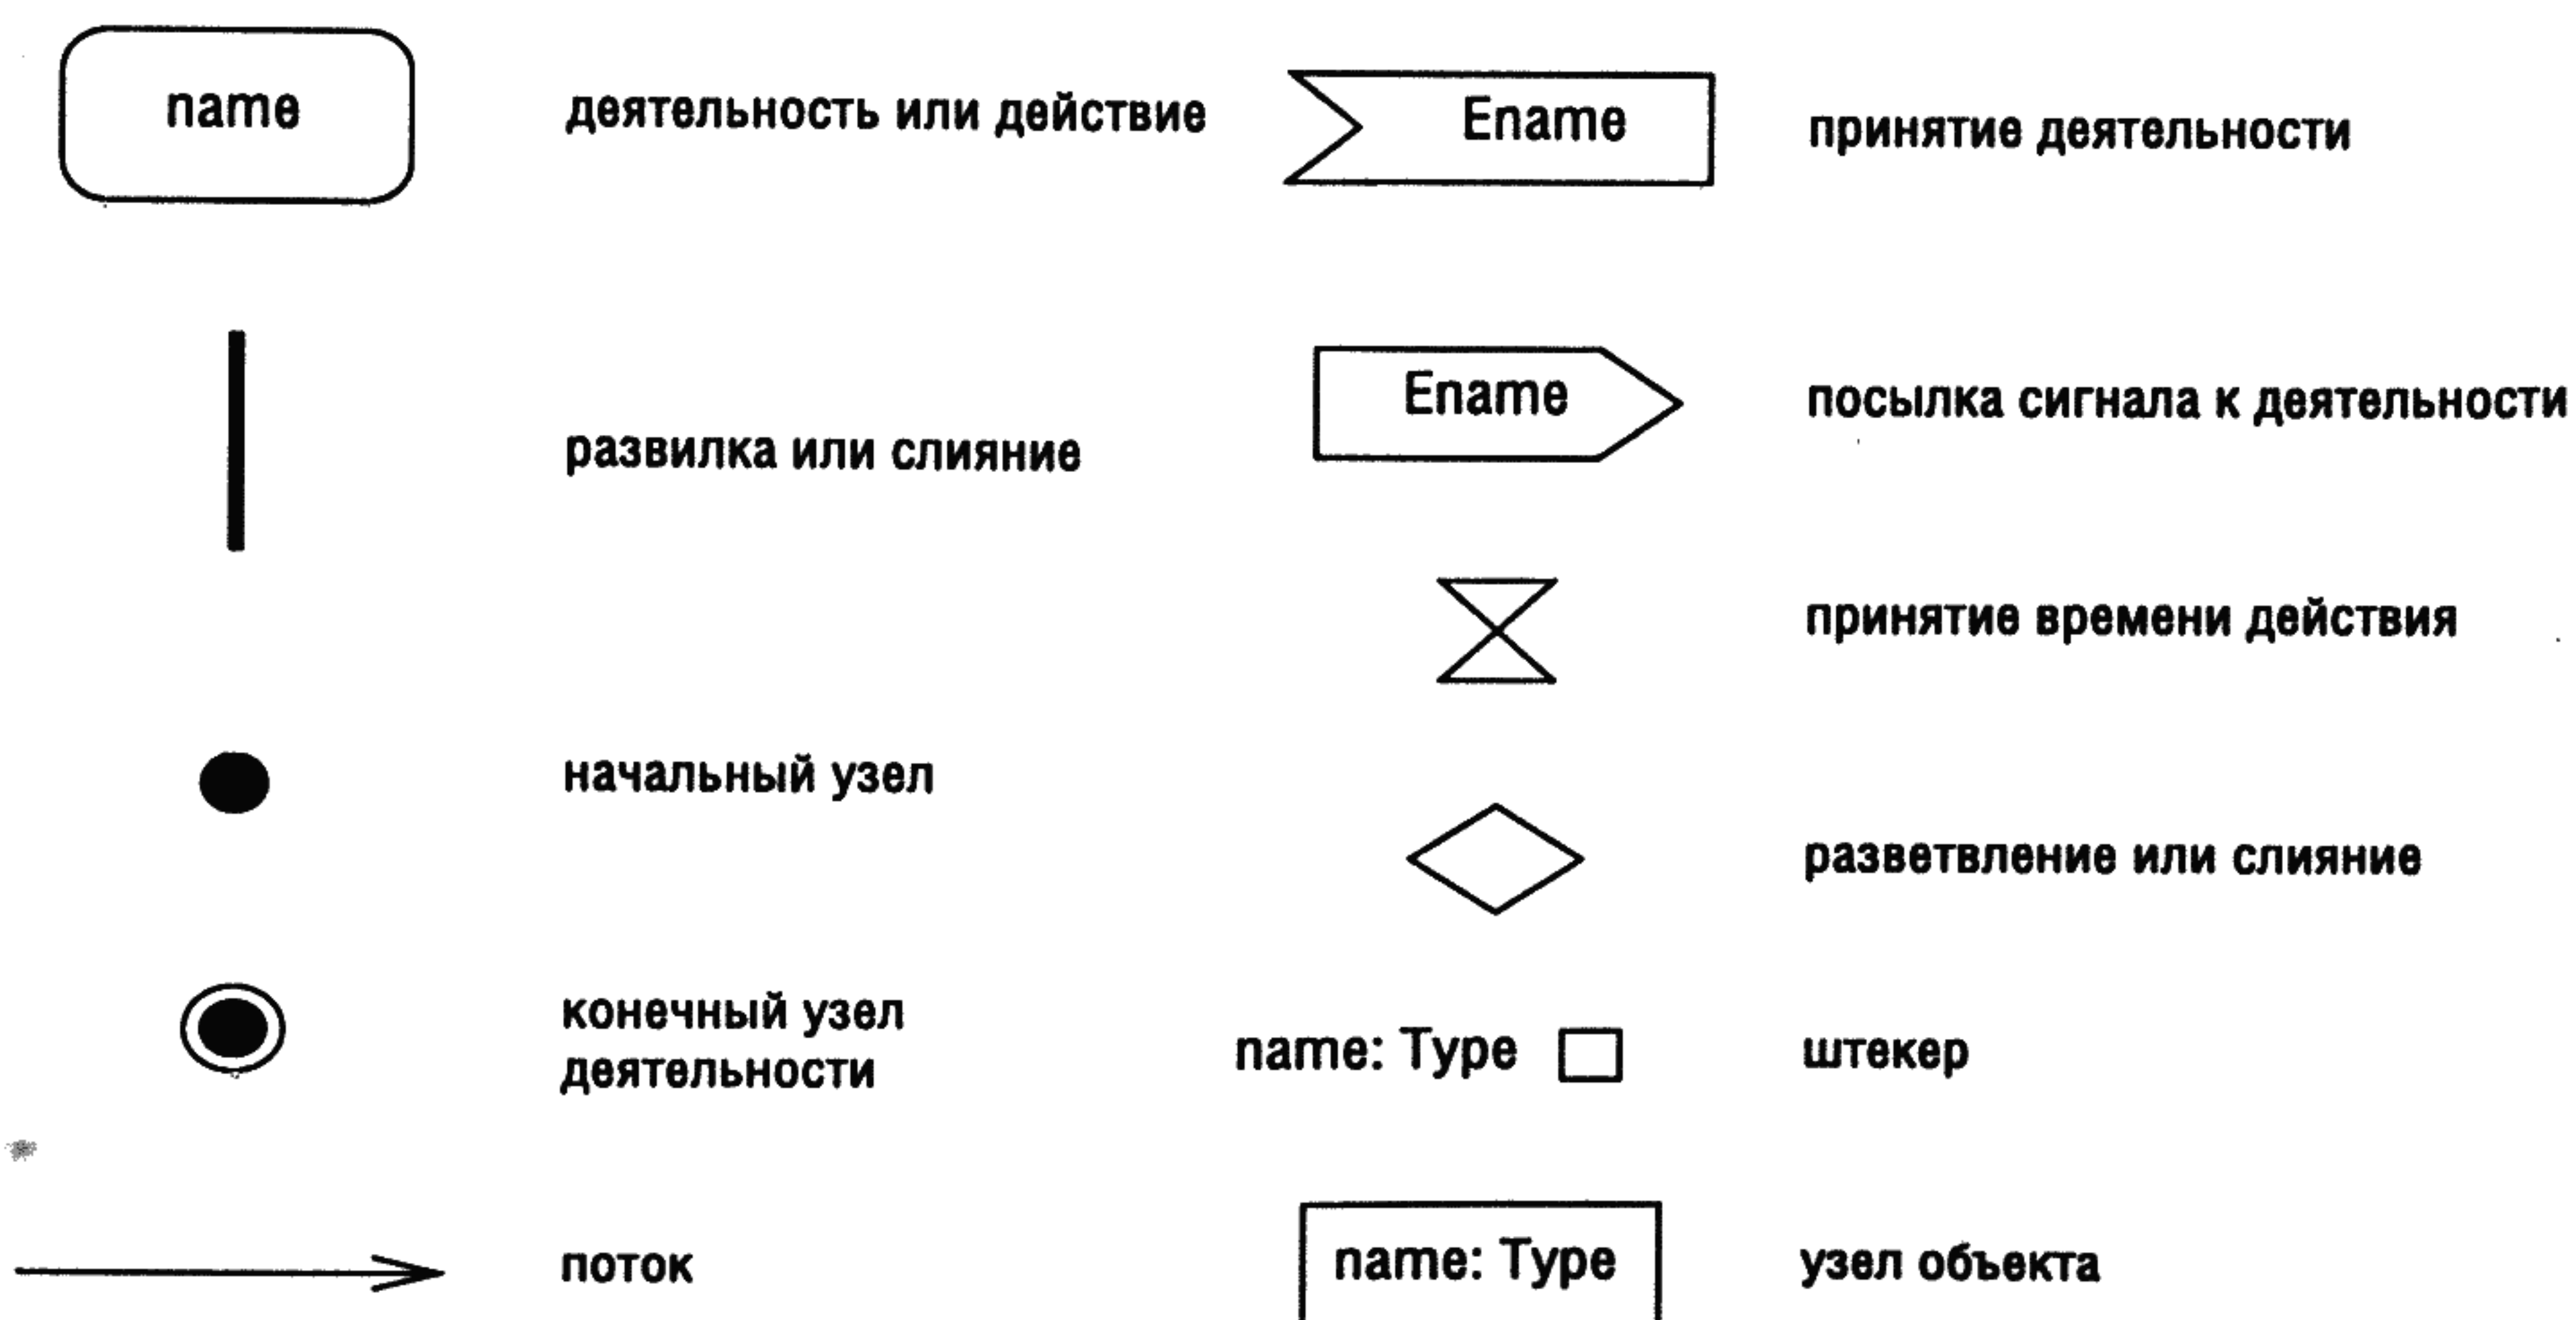 name
деятельность или действие
развилка или слияние
начальный узел
конечный узел
деятельности
поток
Ename
принятие деятельности
Ename
посылка сигнала к деятельности
принятие времени действия
разветвление или слияние
name: Type
штекер
name: Type
узел объекта